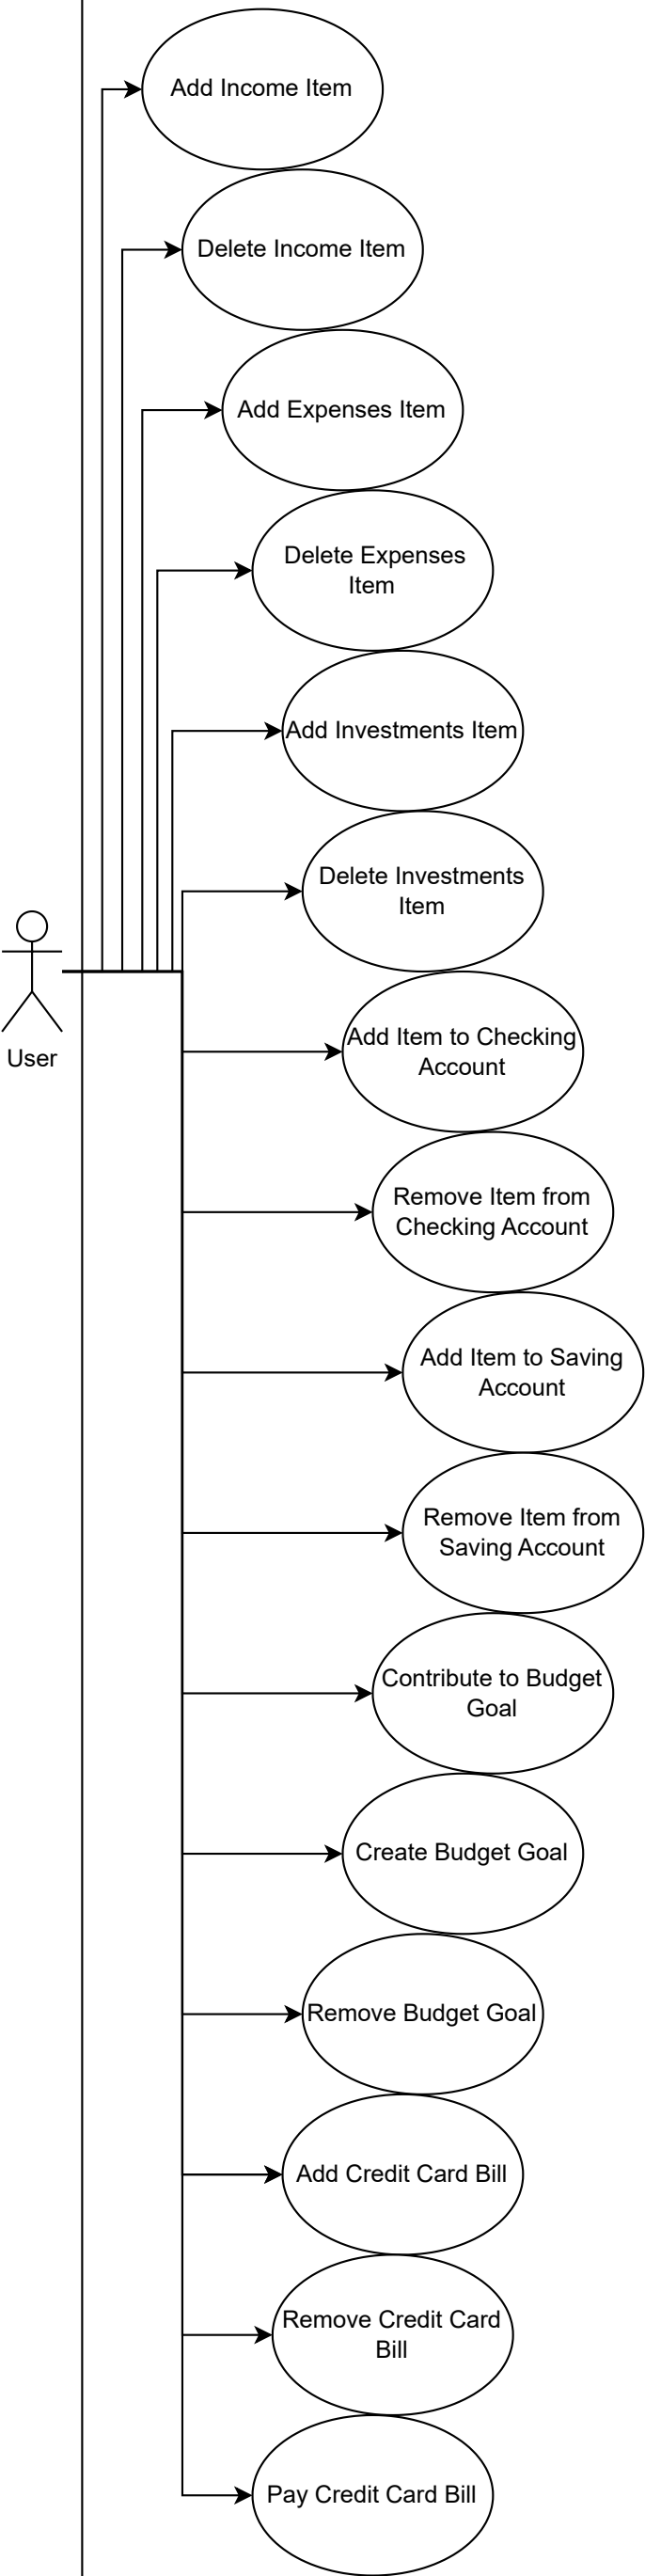 Add Income Item
Delete Income Item
Add Expenses Item
Delete Expenses
Item
Add Investments Item
Delete Investments
Item
User
Add Item to Checking
Account
Remove Item from
Checking Account
Add Item to Saving
Account
Remove Item from
Saving Account
Contribute to Budget
Goal
Create Budget Goal
Remove Budget Goal
Add Credit Card Bill
Remove Credit Card
Bill
Pay Credit Card Bill